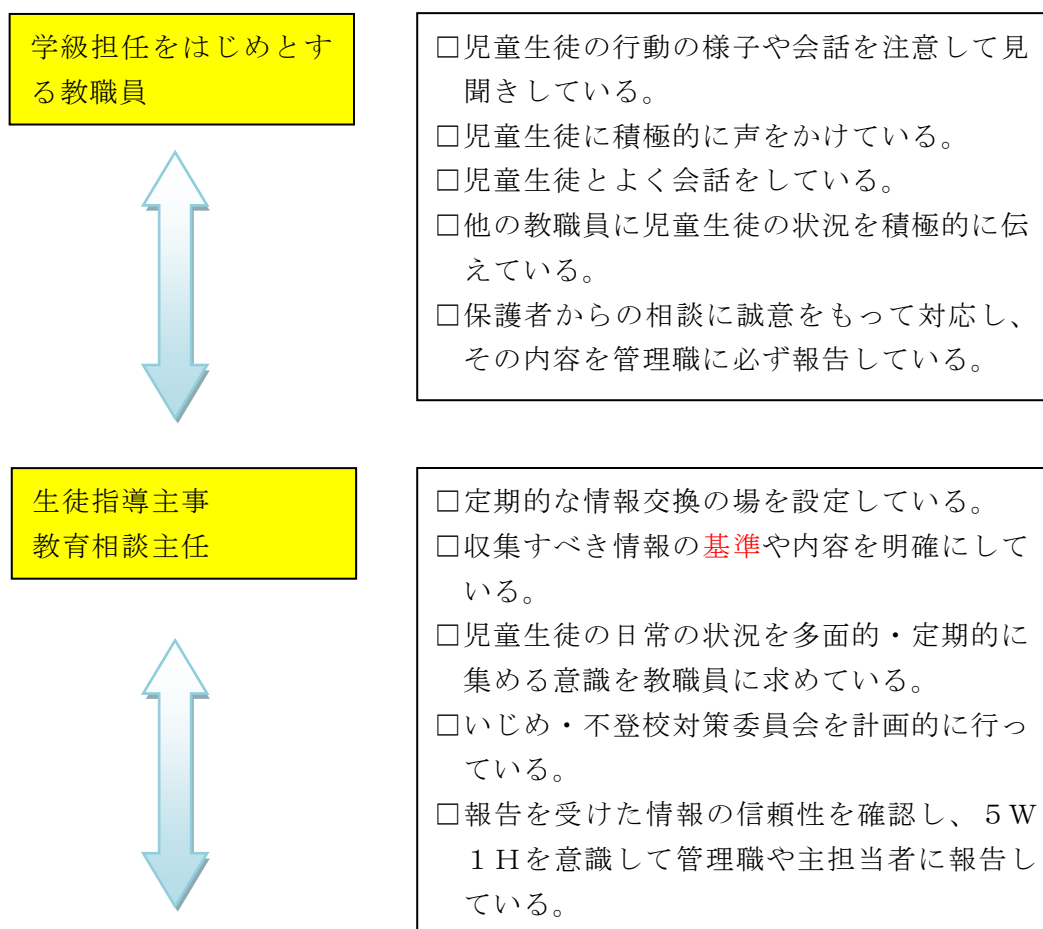 学級担任をはじめとす
る教職員
□児童生徒の行動の様子や会話を注意して見
聞きしている。
□児童生徒に積極的に声をかけている。
□児童生徒とよく会話をしている。
□他の教職員に児童生徒の状況を積極的に伝
えている。
□保護者からの相談に誠意をもって対応し、
その内容を管理職に必ず報告している。
生徒指導主事
教育相談主任
□定期的な情報交換の場を設定している。
□収集すべき情報の基準や内容を明確にして
いる。
□児童生徒の日常の状況を多面的・定期的に
集める意識を教職員に求めている。
□いじめ・不登校対策委員会を計画的に行っ
ている。
□報告を受けた情報の信頼性を確認し、５Ｗ
１Ｈを意識して管理職や主担当者に報告し
ている。